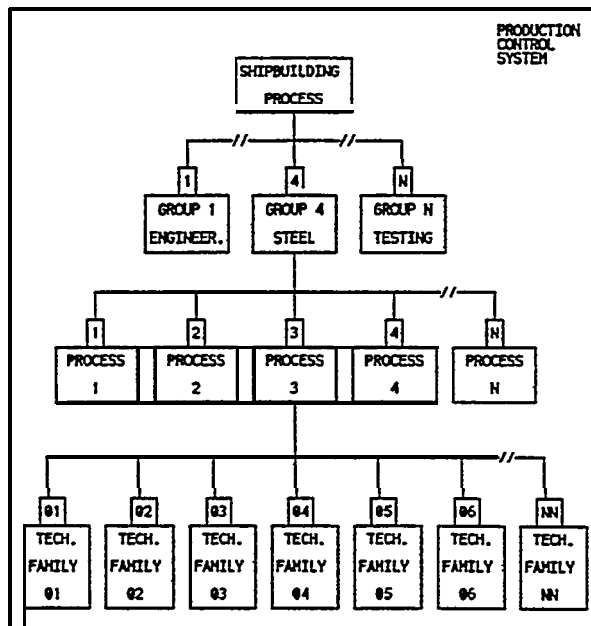 PRODUCTION
CONTROL
SYSTEM
SHIPBUILDING
PROCESS
1 4 N
GROUP 1 GROUP 4 GROUP N
ENGINEER. STEEL TESTING
1 2 3 4 N
PROCESS PROCESS PROCESS PROCESS PROCESS
1 2 3 4 N
01 02 03 04 05 06 NN
TECH. TECH. TECH. TECH. TECH. TECH. TECH.
FAMILY FAMILY FAMILY FAMILY FAMILY FAMILY FAMILY
01 02 03 04 05 06 NN